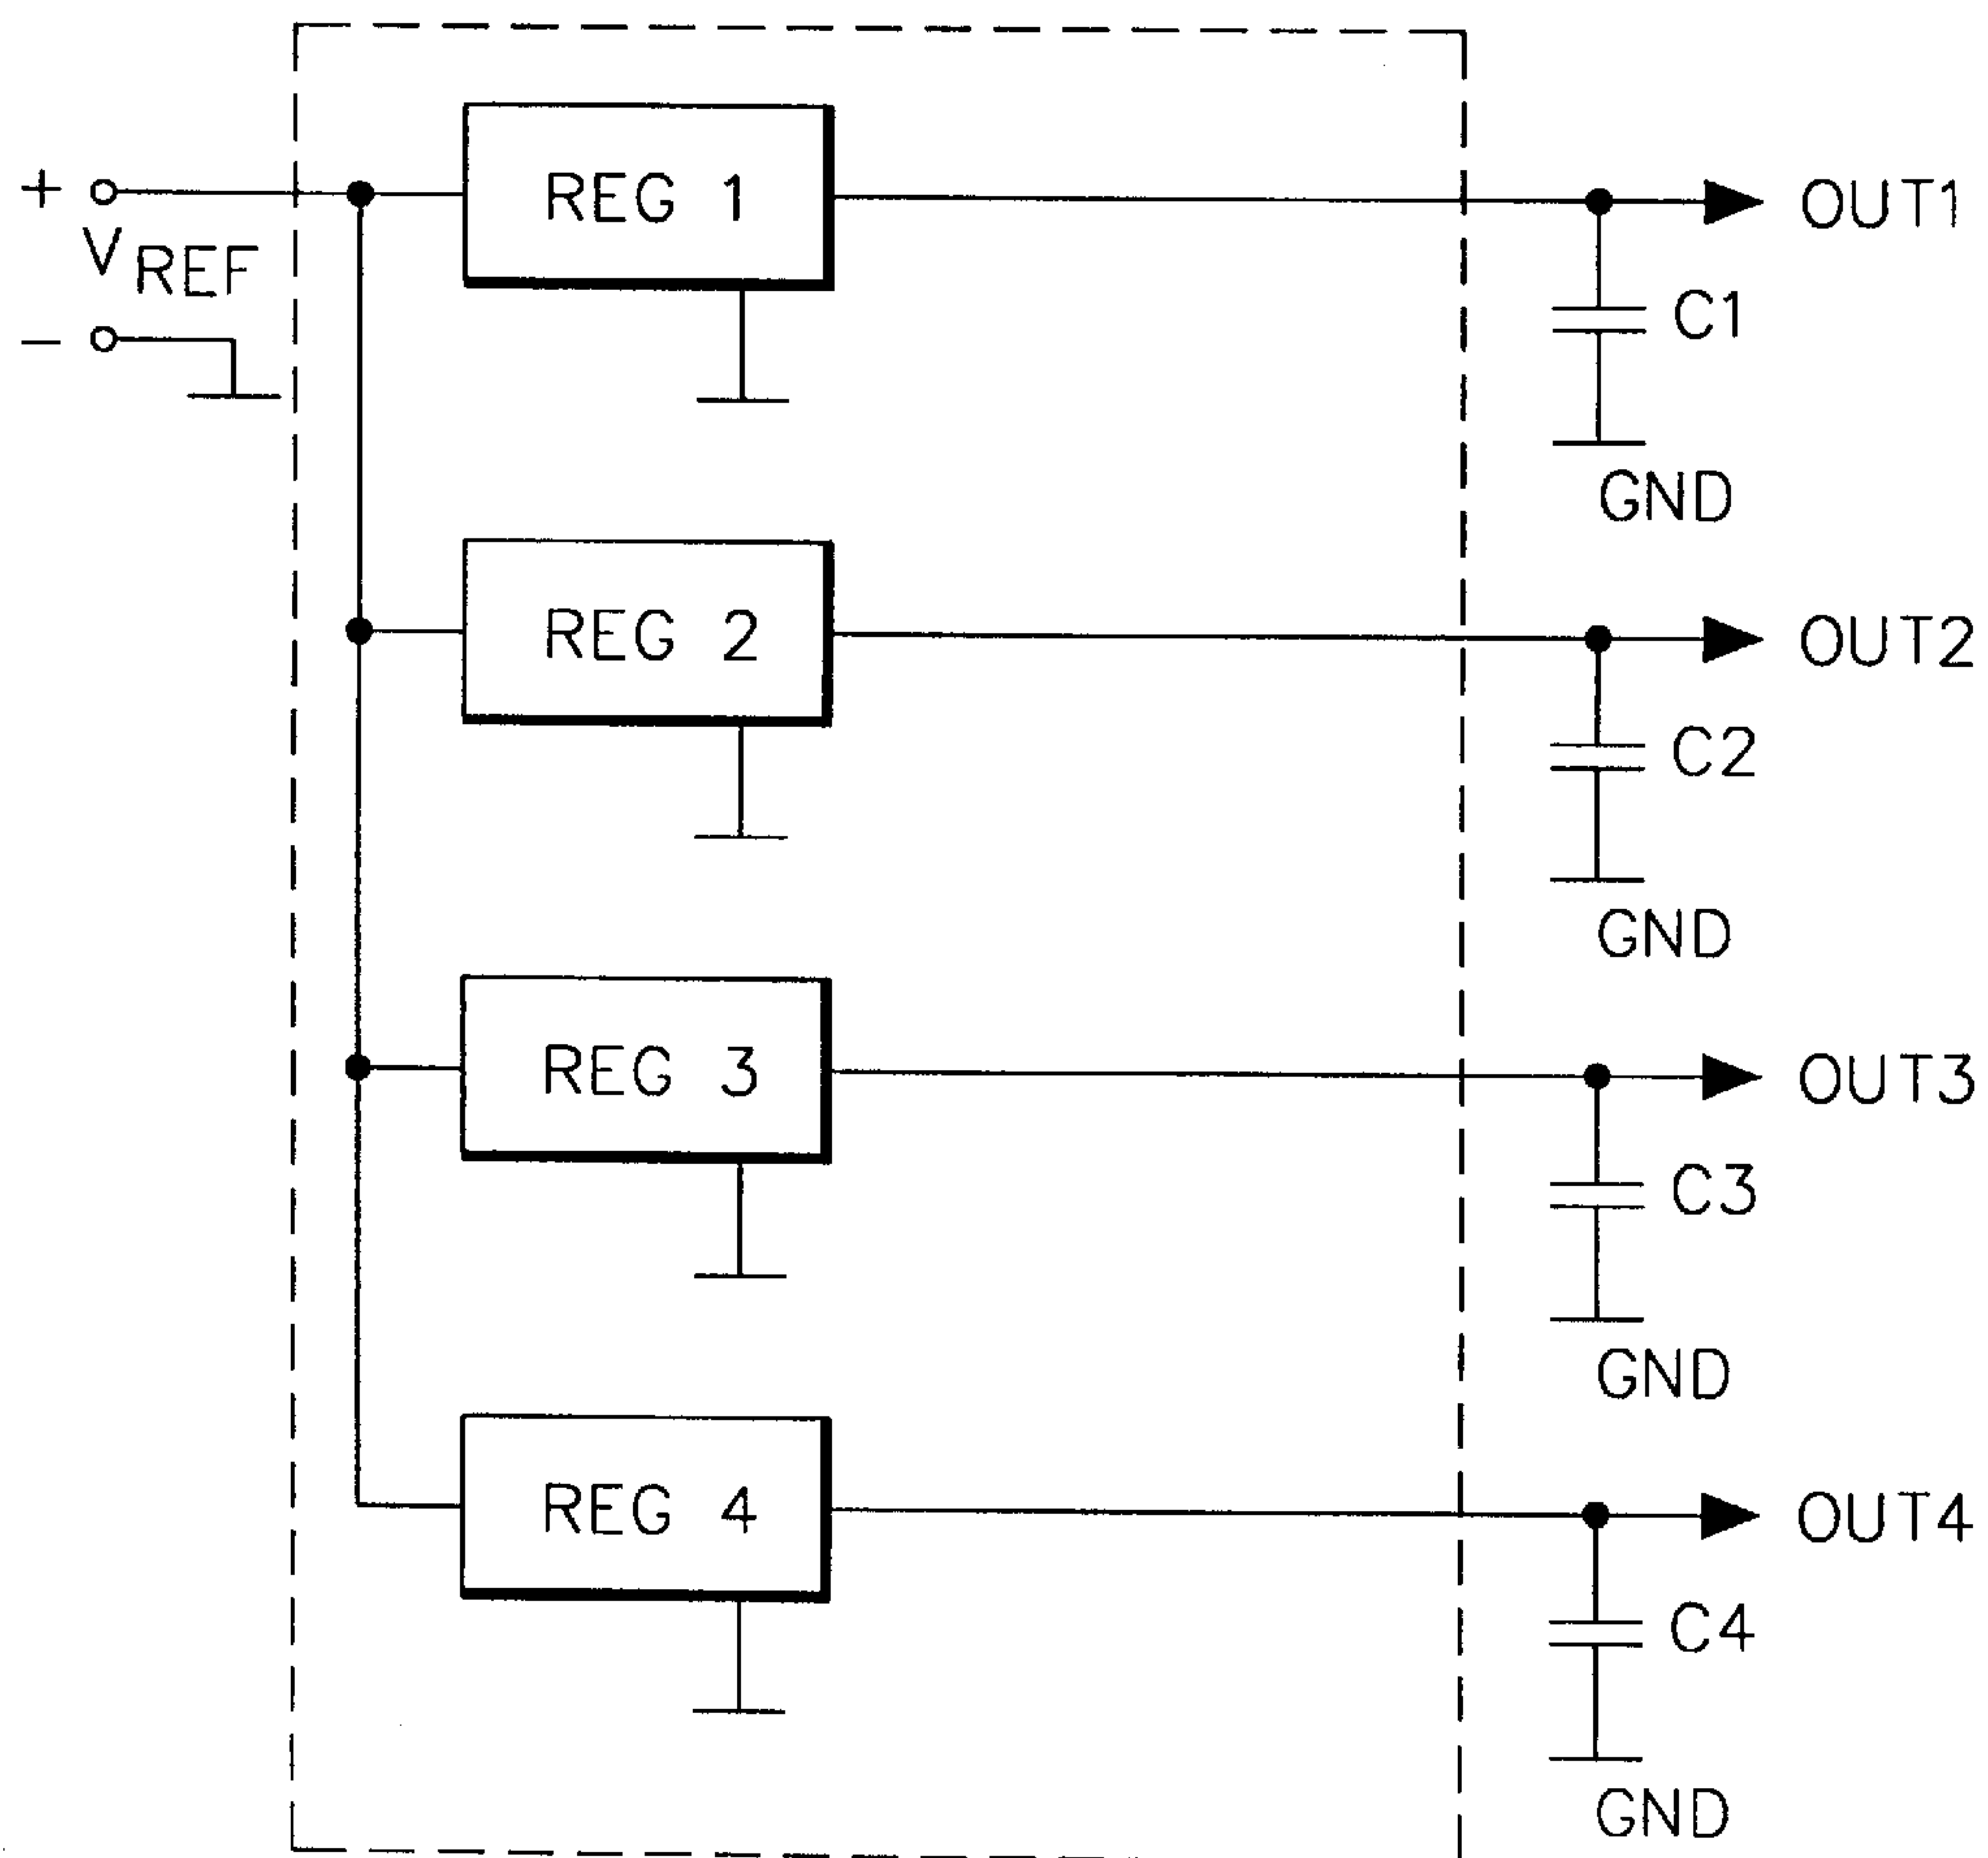 REG 1
+
VREF
−
OUT1
C1
GND
REG 2
OUT2
C2
GND
REG 3
OUT3
C3
GND
REG 4
OUT4
C4
GND